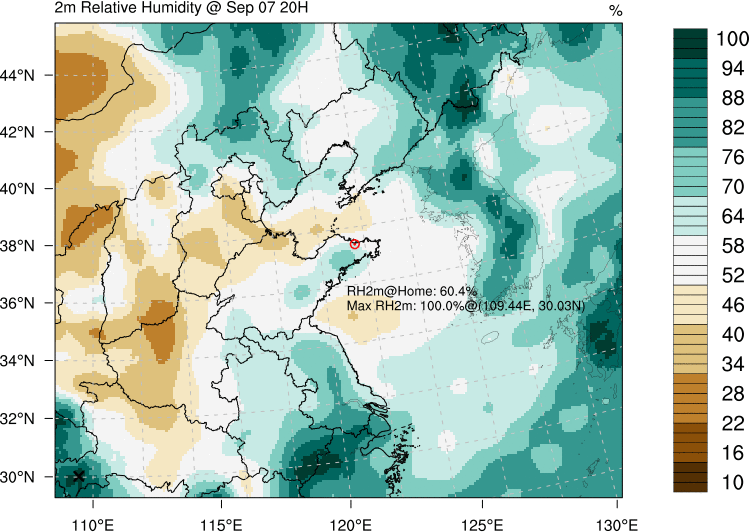 2m Relative Humidity @ Sep 07 20H
%
44°N
42°N
40°N
38°N
36°N
34°N
32°N
30°N
110°E
115°E
120°E
125°E
130°E
RH2m@Home: 60.4%
Max RH2m: 100.0%@(109.44E, 30.03N)
100
94
88
82
76
70
64
58
52
46
40
34
28
22
16
10